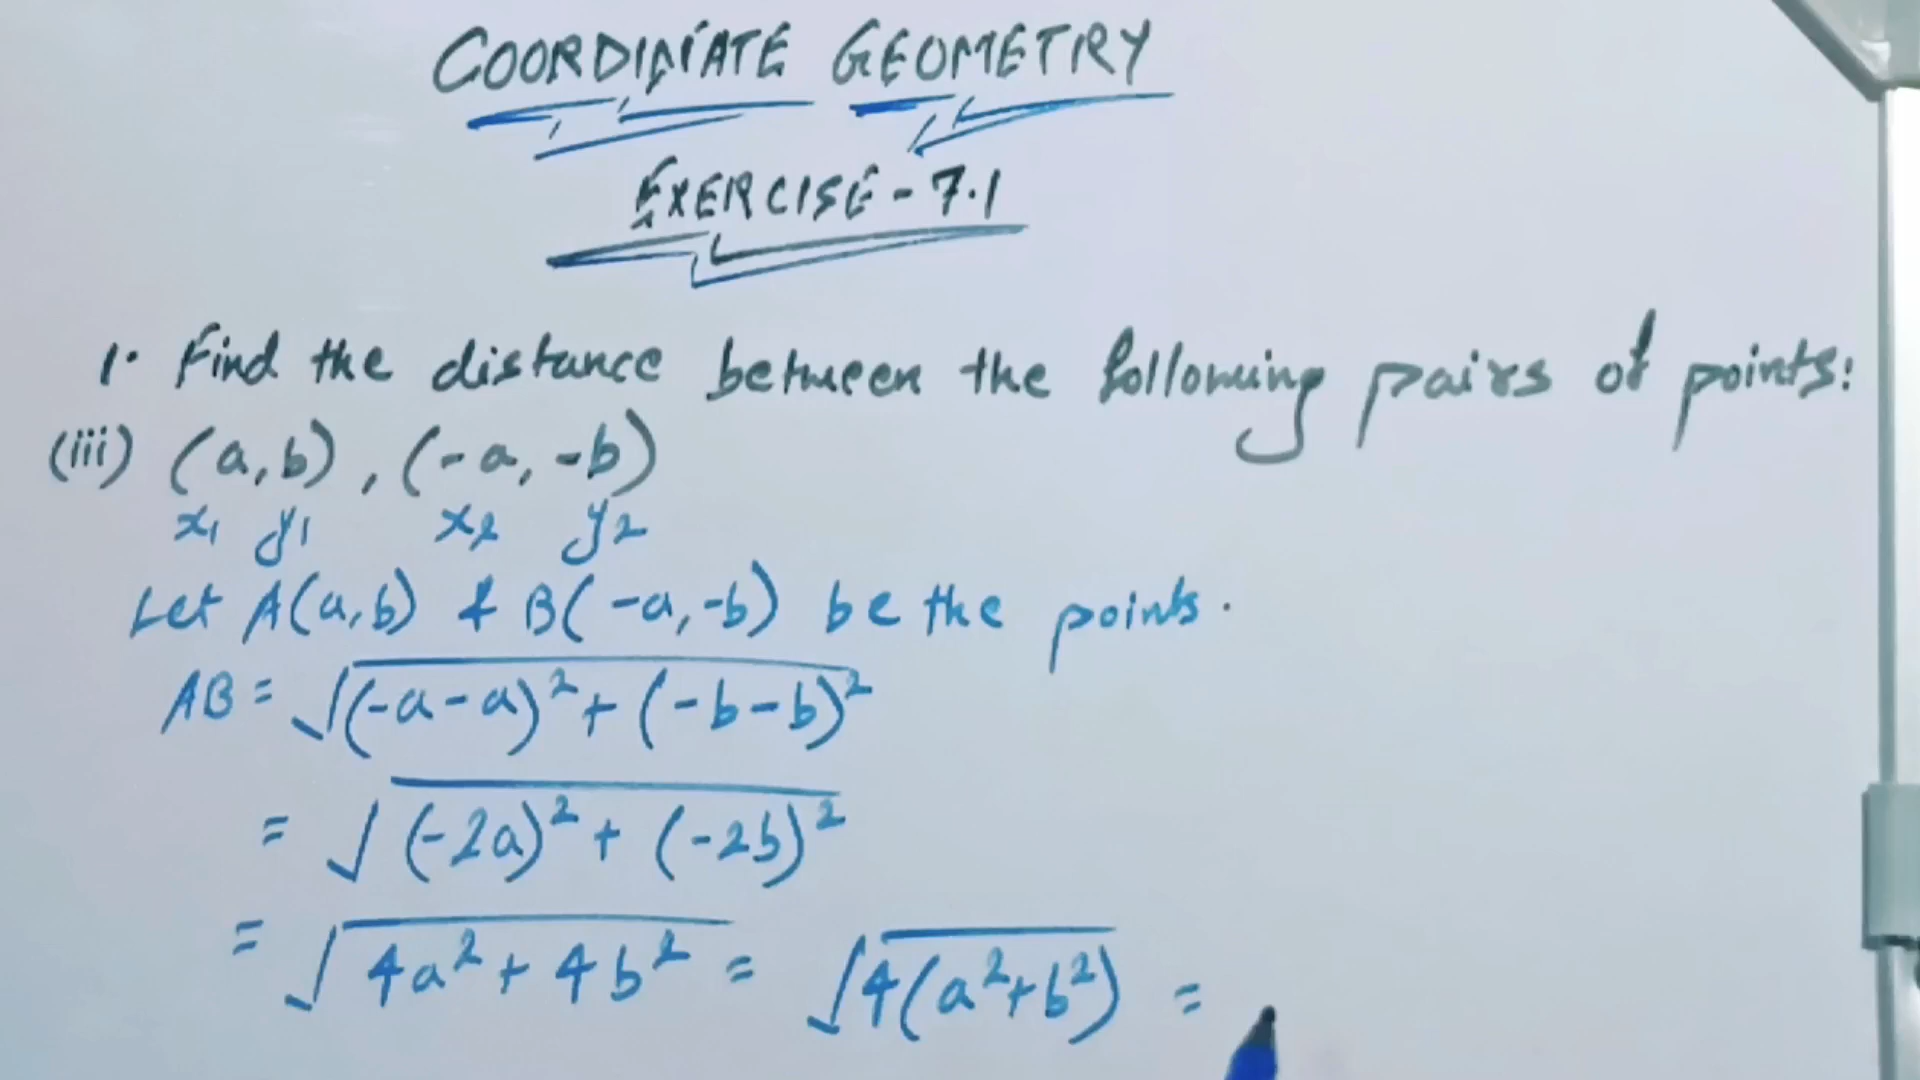 COORDINATE GEOMETRY
EXERCISE - 7.1
1. Find the distance between the following pairs of points:
(iii) (a, b), (-a, -b)
x₁ y₁ x₂ y₂
Let A(a, b) & B(-a, -b) be the points.
AB = √((-a-a)² + (-b-b)²)
= √((-2a)² + (-2b)²)
= √(4a² + 4b²) = √(4(a²+b²)) =